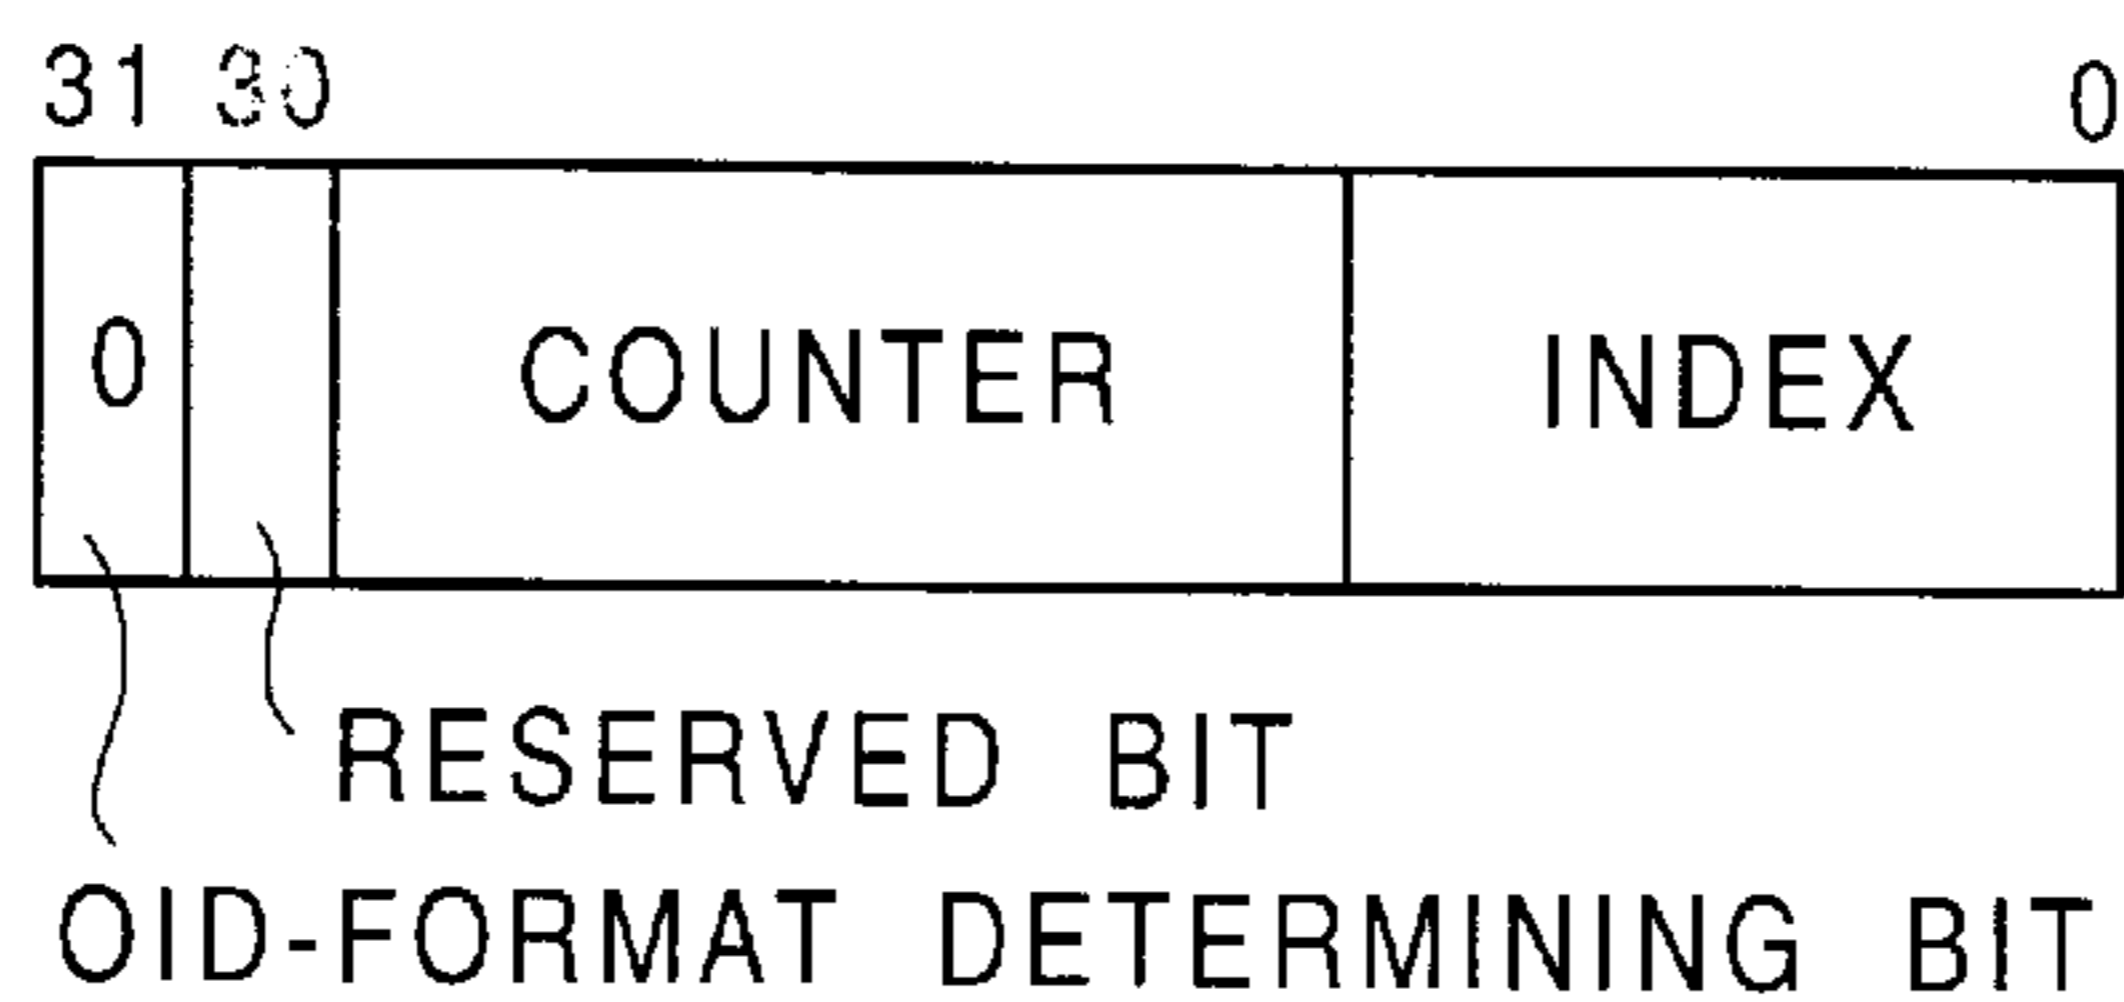 31 30 0
0 COUNTER INDEX
RESERVED BIT
OID-FORMAT DETERMINING BIT